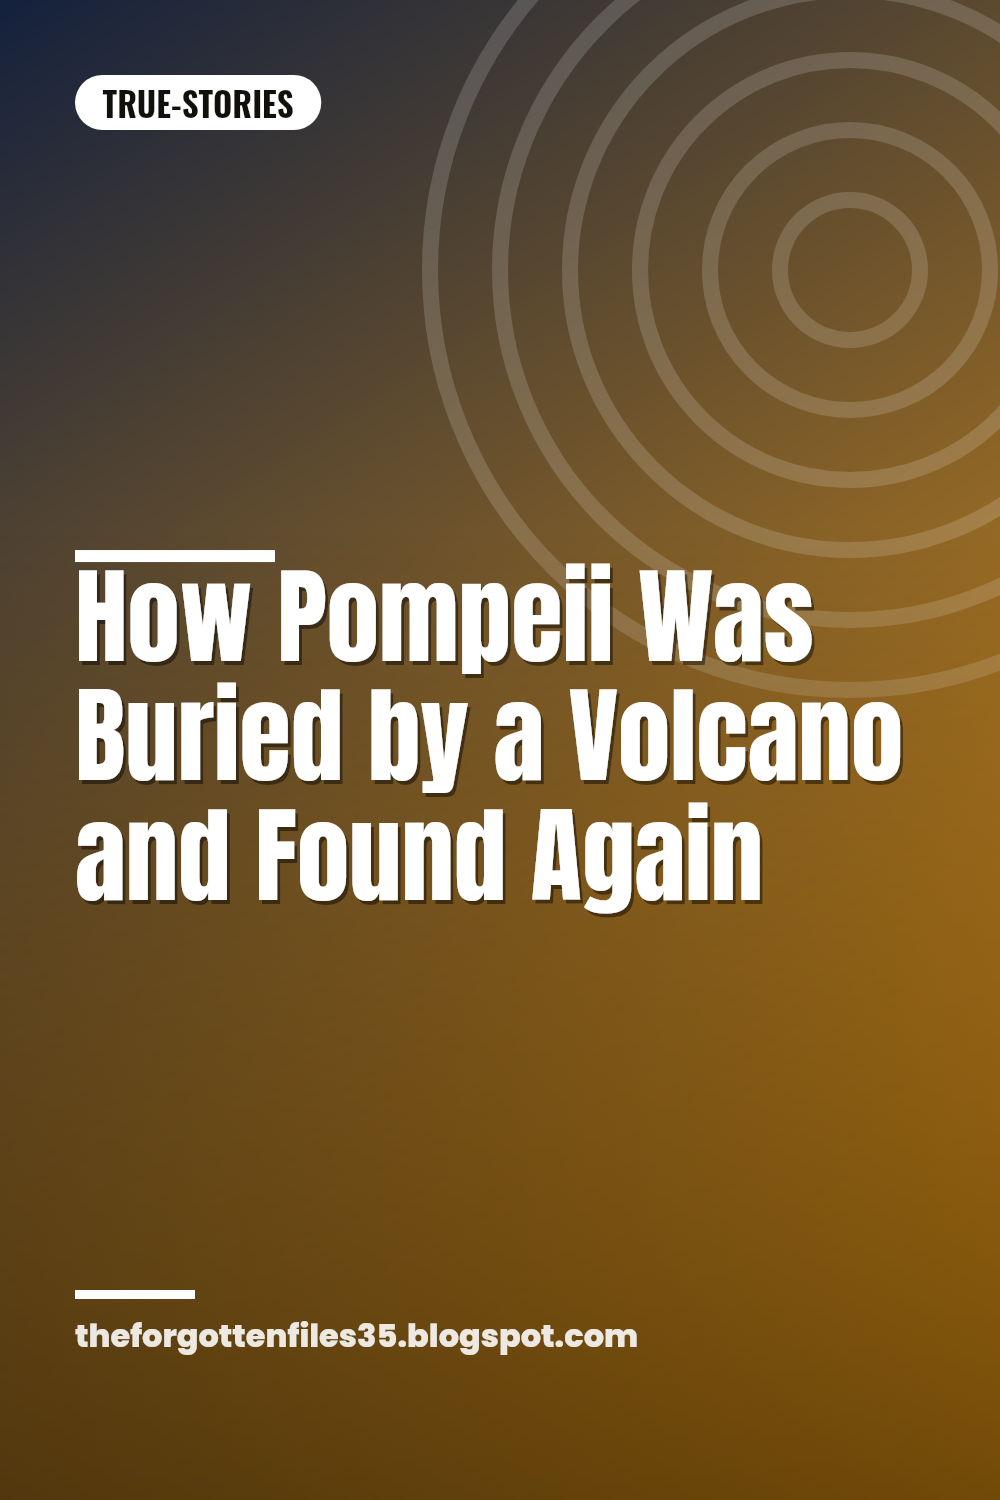 TRUE-STORIES
How Pompeii Was
Buried by a Volcano
and Found Again
theforgottenfiles35.blogspot.com